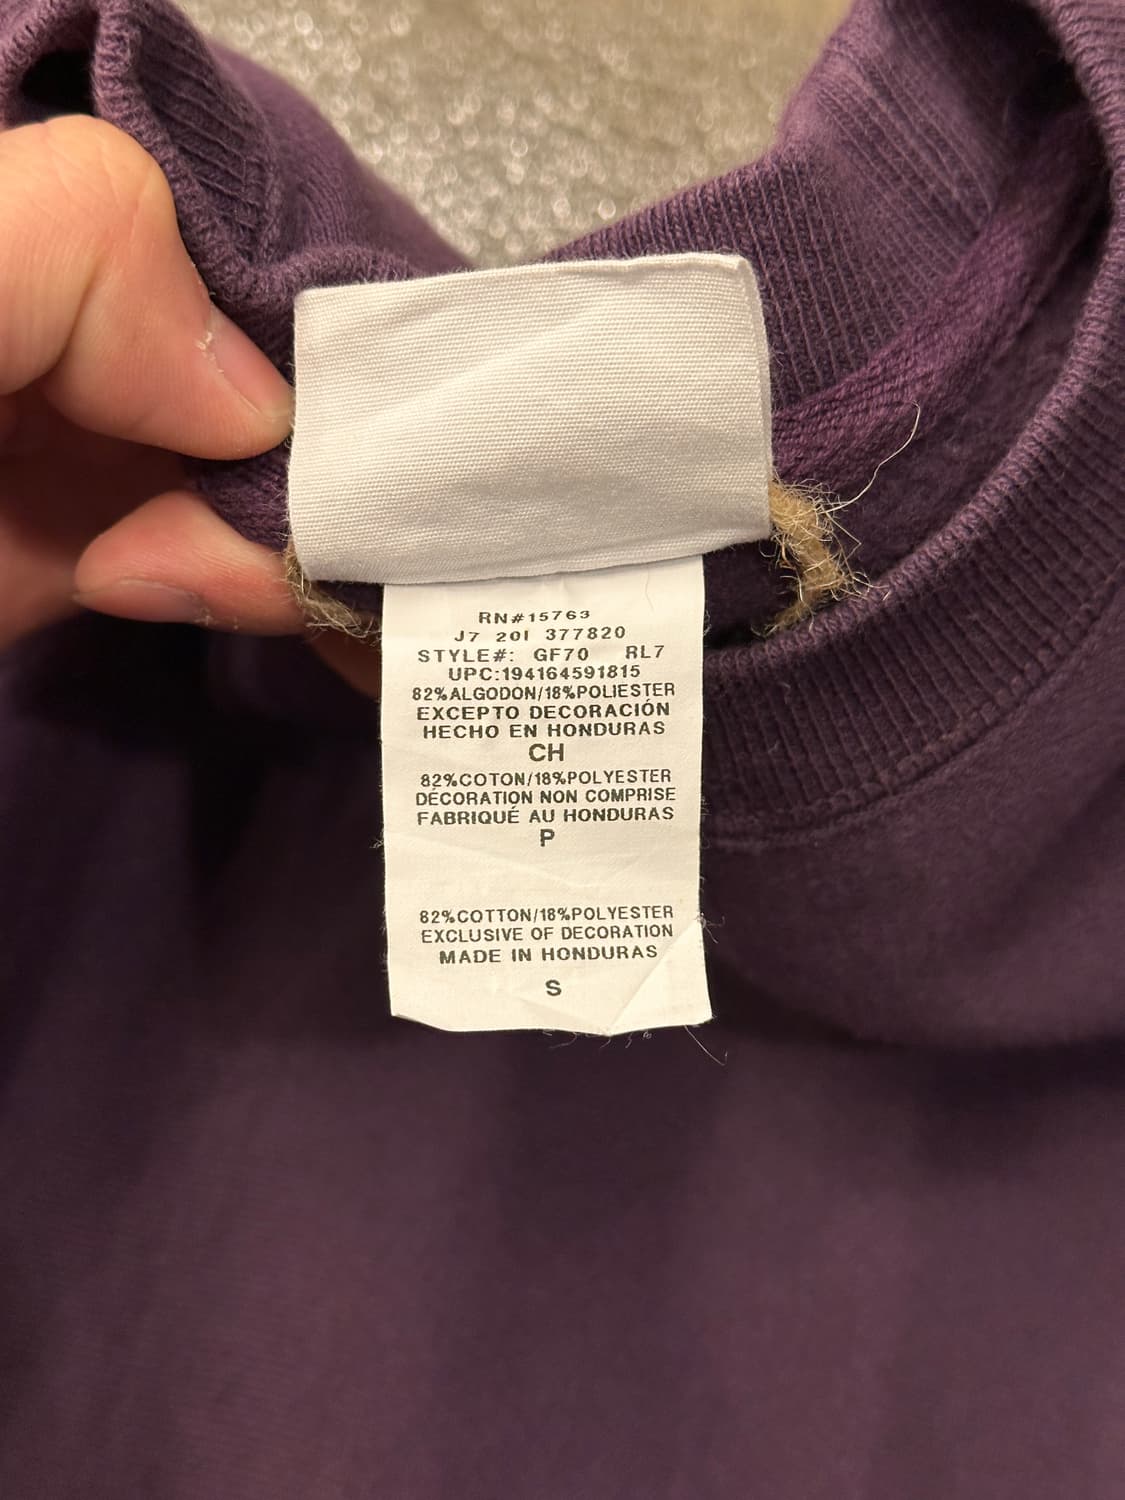 RN#15763
J7 201 377820
STYLE#: GF70 RL7
UPC:194164591815
82%ALGODON/18%POLIESTER
EXCEPTO DECORACIÓN
HECHO EN HONDURAS
CH
82%COTON/18%POLYESTER
DÉCORATION NON COMPRISE
FABRIQUÉ AU HONDURAS
P
82%COTTON/18%POLYESTER
EXCLUSIVE OF DECORATION
MADE IN HONDURAS
S